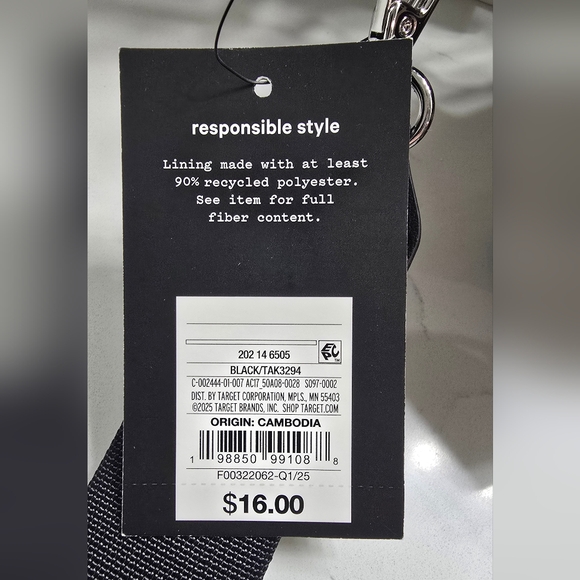 responsible style
Lining made with at least
90% recycled polyester.
See item for full
fiber content.
202 14 6505
BLACK/TAK3294
C-002444-01-007 AC17_50A08-0028 S097-0002
DIST. BY TARGET CORPORATION, MPLS., MN 55403
©2025 TARGET BRANDS, INC. SHOP TARGET.COM
ORIGIN: CAMBODIA
1 98850 99108 8
F00322062-Q1/25
$16.00